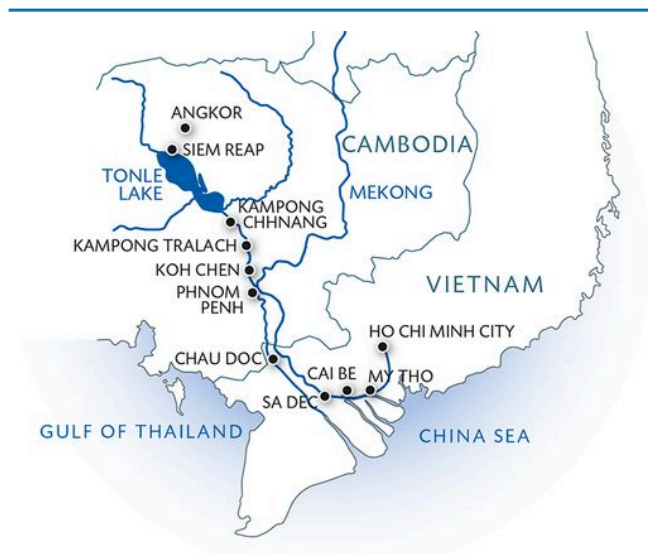 ANGKOR
SIEM REAP
CAMBODIA
TONLE
LAKE
MEKONG
KAMPONG
CHHNANG
KAMPONG TRALACH
KOH CHEN
PHNOM
PENH
VIETNAM
HO CHI MINH CITY
CHAU DOC
CAI BE
MY THO
SA DEC
GULF OF THAILAND
CHINA SEA